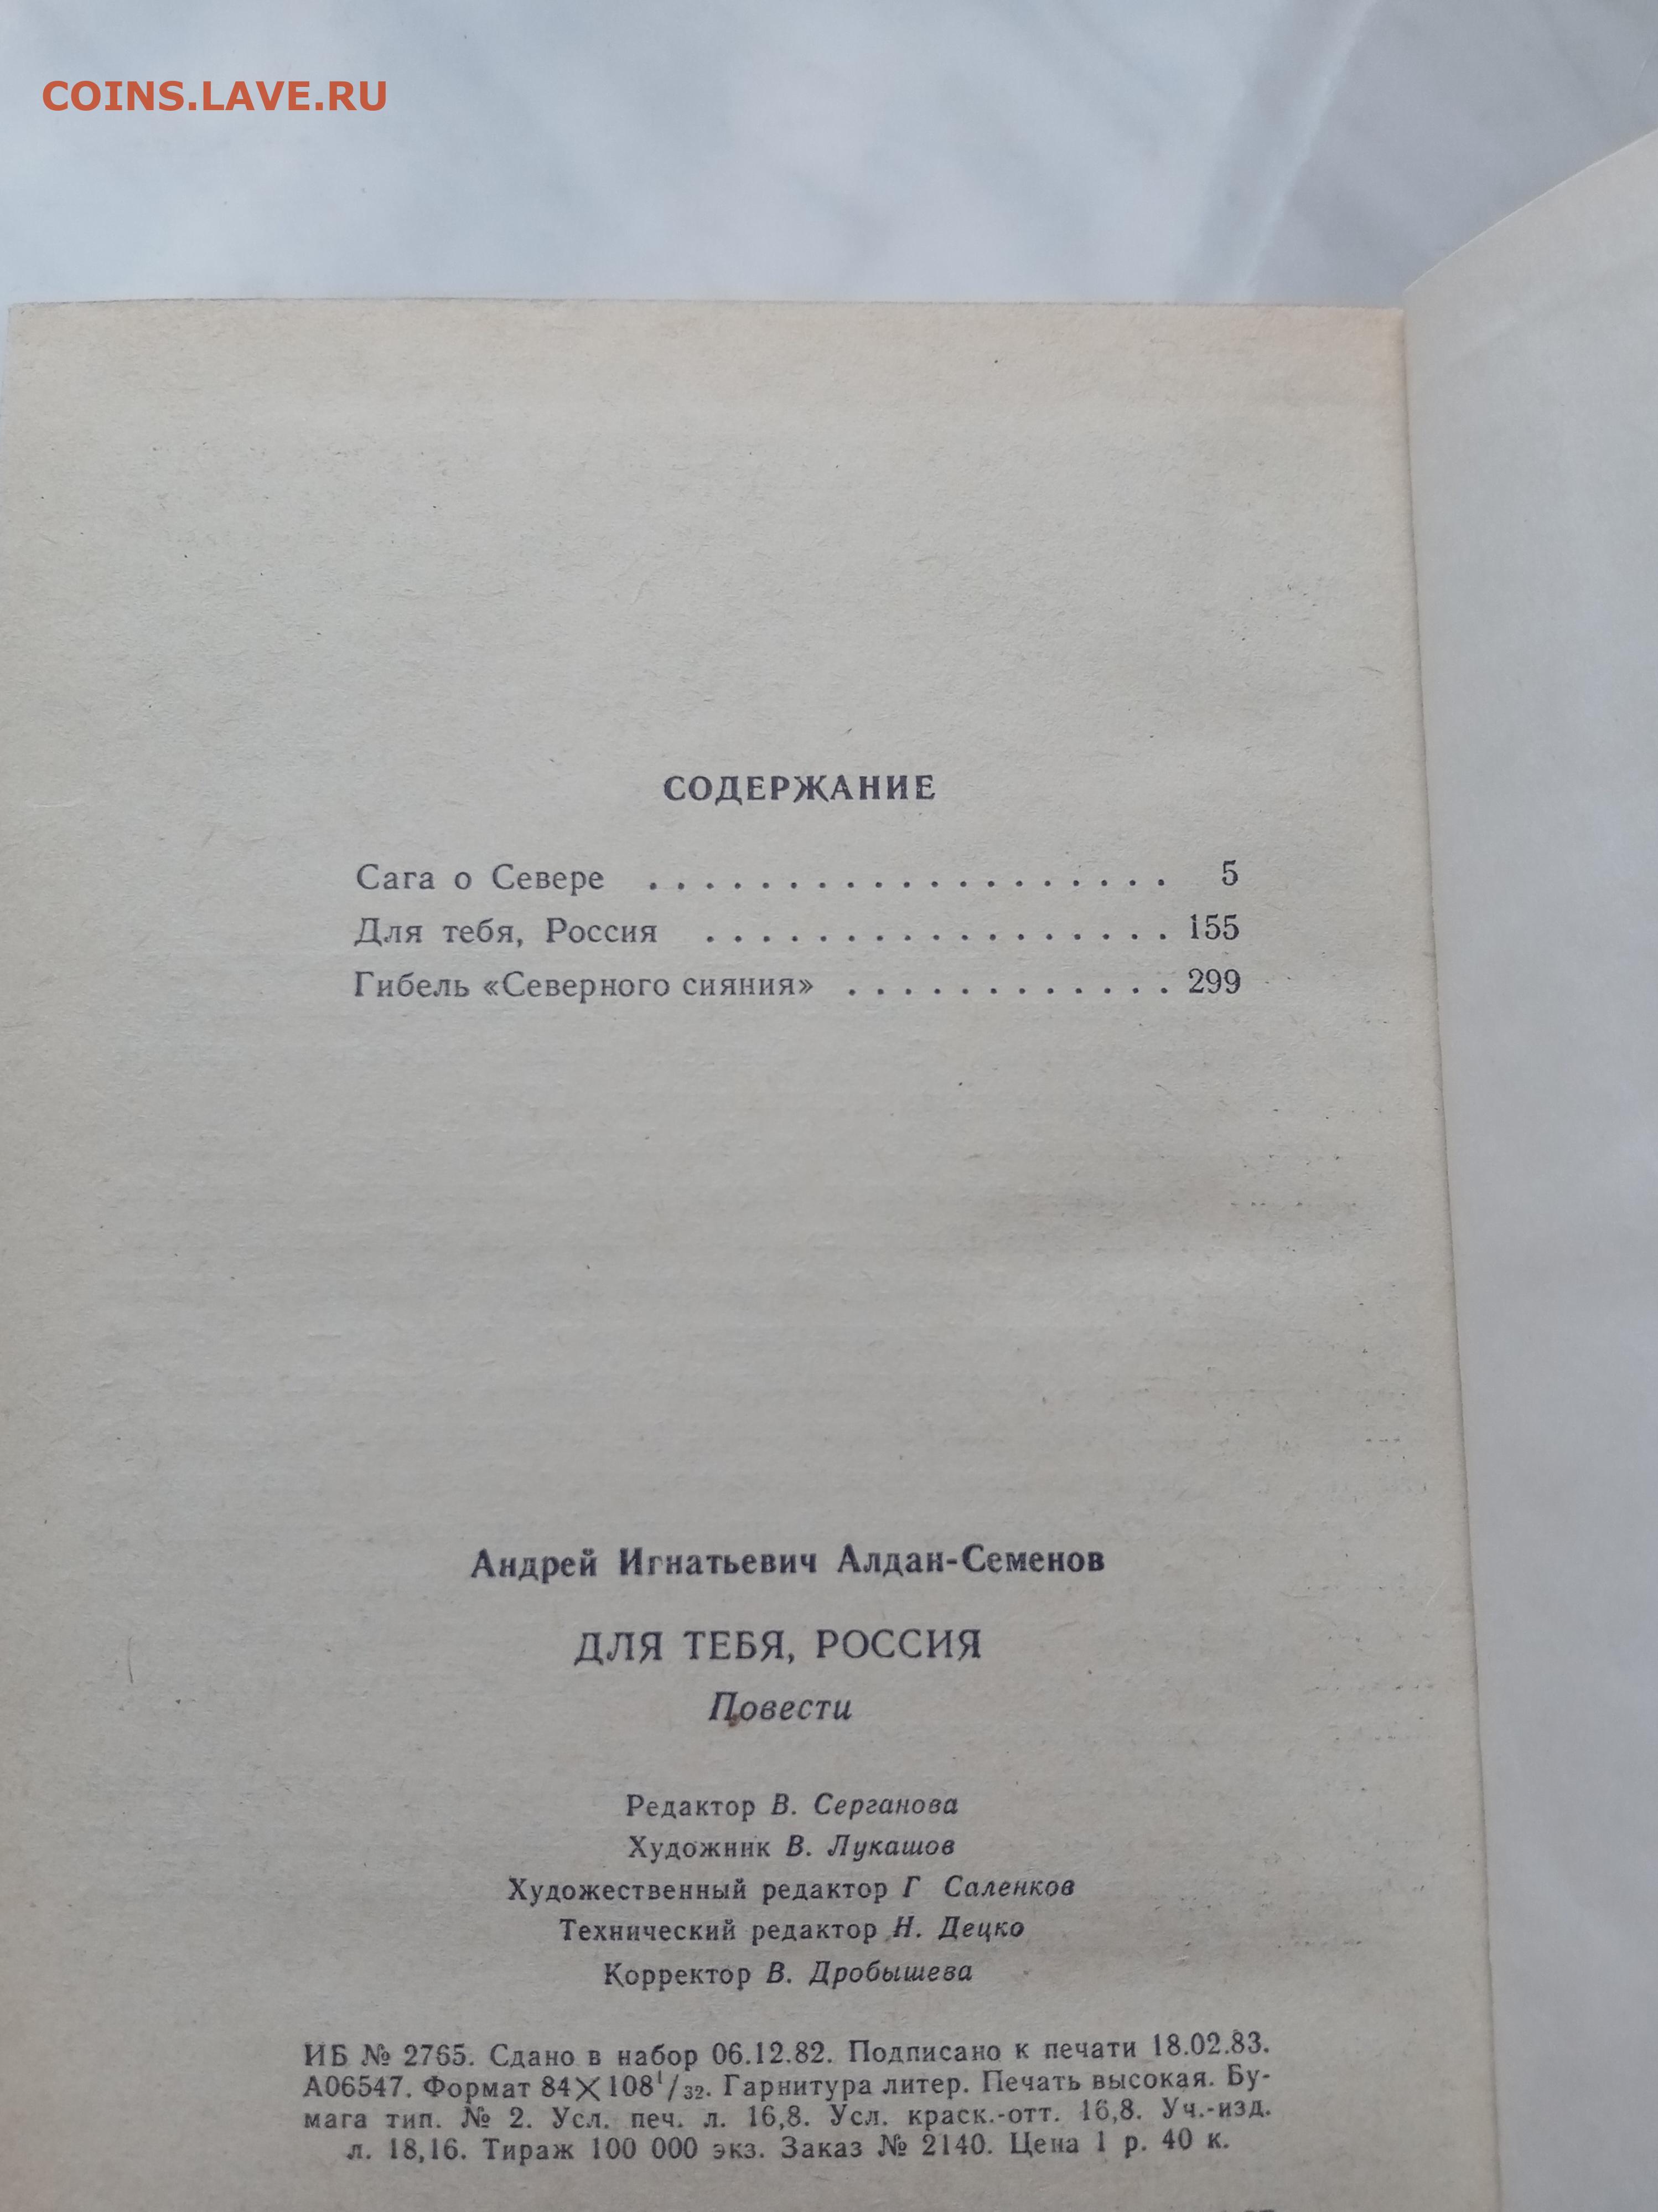 COINS.LAVE.RU
СОДЕРЖАНИЕ
Сага о Севере . . . . . . . . . . . . . . . . . . . 5
Для тебя, Россия . . . . . . . . . . . . . . . . . 155
Гибель «Северного сияния» . . . . . . . . . . . . 299
Андрей Игнатьевич Алдан-Семенов
ДЛЯ ТЕБЯ, РОССИЯ
Повести
Редактор В. Серганова
Художник В. Лукашов
Художественный редактор Г Саленков
Технический редактор Н. Децко
Корректор В. Дробышева
ИБ № 2765. Сдано в набор 06.12.82. Подписано к печати 18.02.83.
А06547. Формат 84×108¹/₃₂. Гарнитура литер. Печать высокая. Бу-
мага тип. № 2. Усл. печ. л. 16,8. Усл. краск.-отт. 16,8. Уч.-изд.
л. 18,16. Тираж 100 000 экз. Заказ № 2140. Цена 1 р. 40 к.